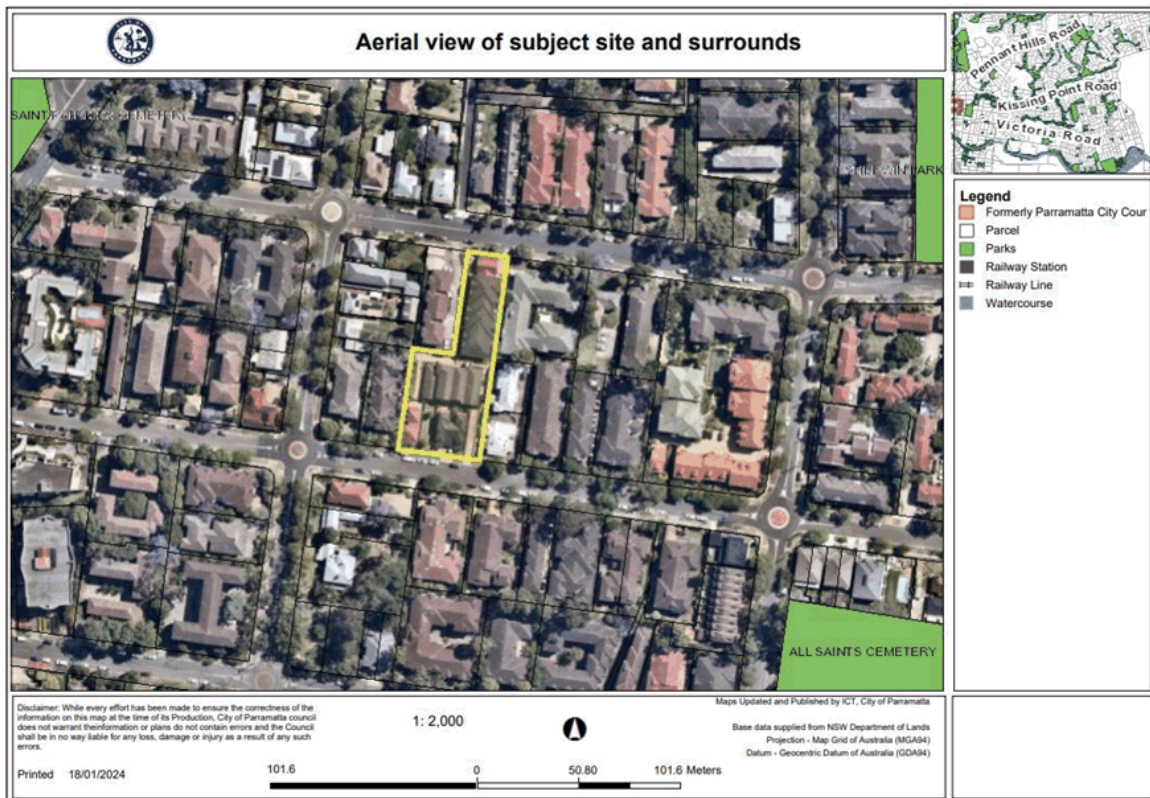 CITY OF
PARRAMATTA
Aerial view of subject site and surrounds
Pennant Hills Road
Kissing Point Road
Victoria Road
SAINT CEMETERY
PARK
ALL SAINTS CEMETERY
Legend
Formerly Parramatta City Cour
Parcel
Parks
Railway Station
Railway Line
Watercourse
Disclaimer: While every effort has been made to ensure the correctness of the
information on this map at the time of its Production, City of Parramatta council
does not warrant theinformation or plans do not contain errors and the Council
shall be in no way liable for any loss, damage or injury as a result of any such
errors.
Printed 18/01/2024
1: 2,000
101.6 0 50.80 101.6 Meters
Maps Updated and Published by ICT, City of Parramatta
Base data supplied from NSW Department of Lands
Projection - Map Grid of Australia (MGA94)
Datum - Geocentric Datum of Australia (GDA94)